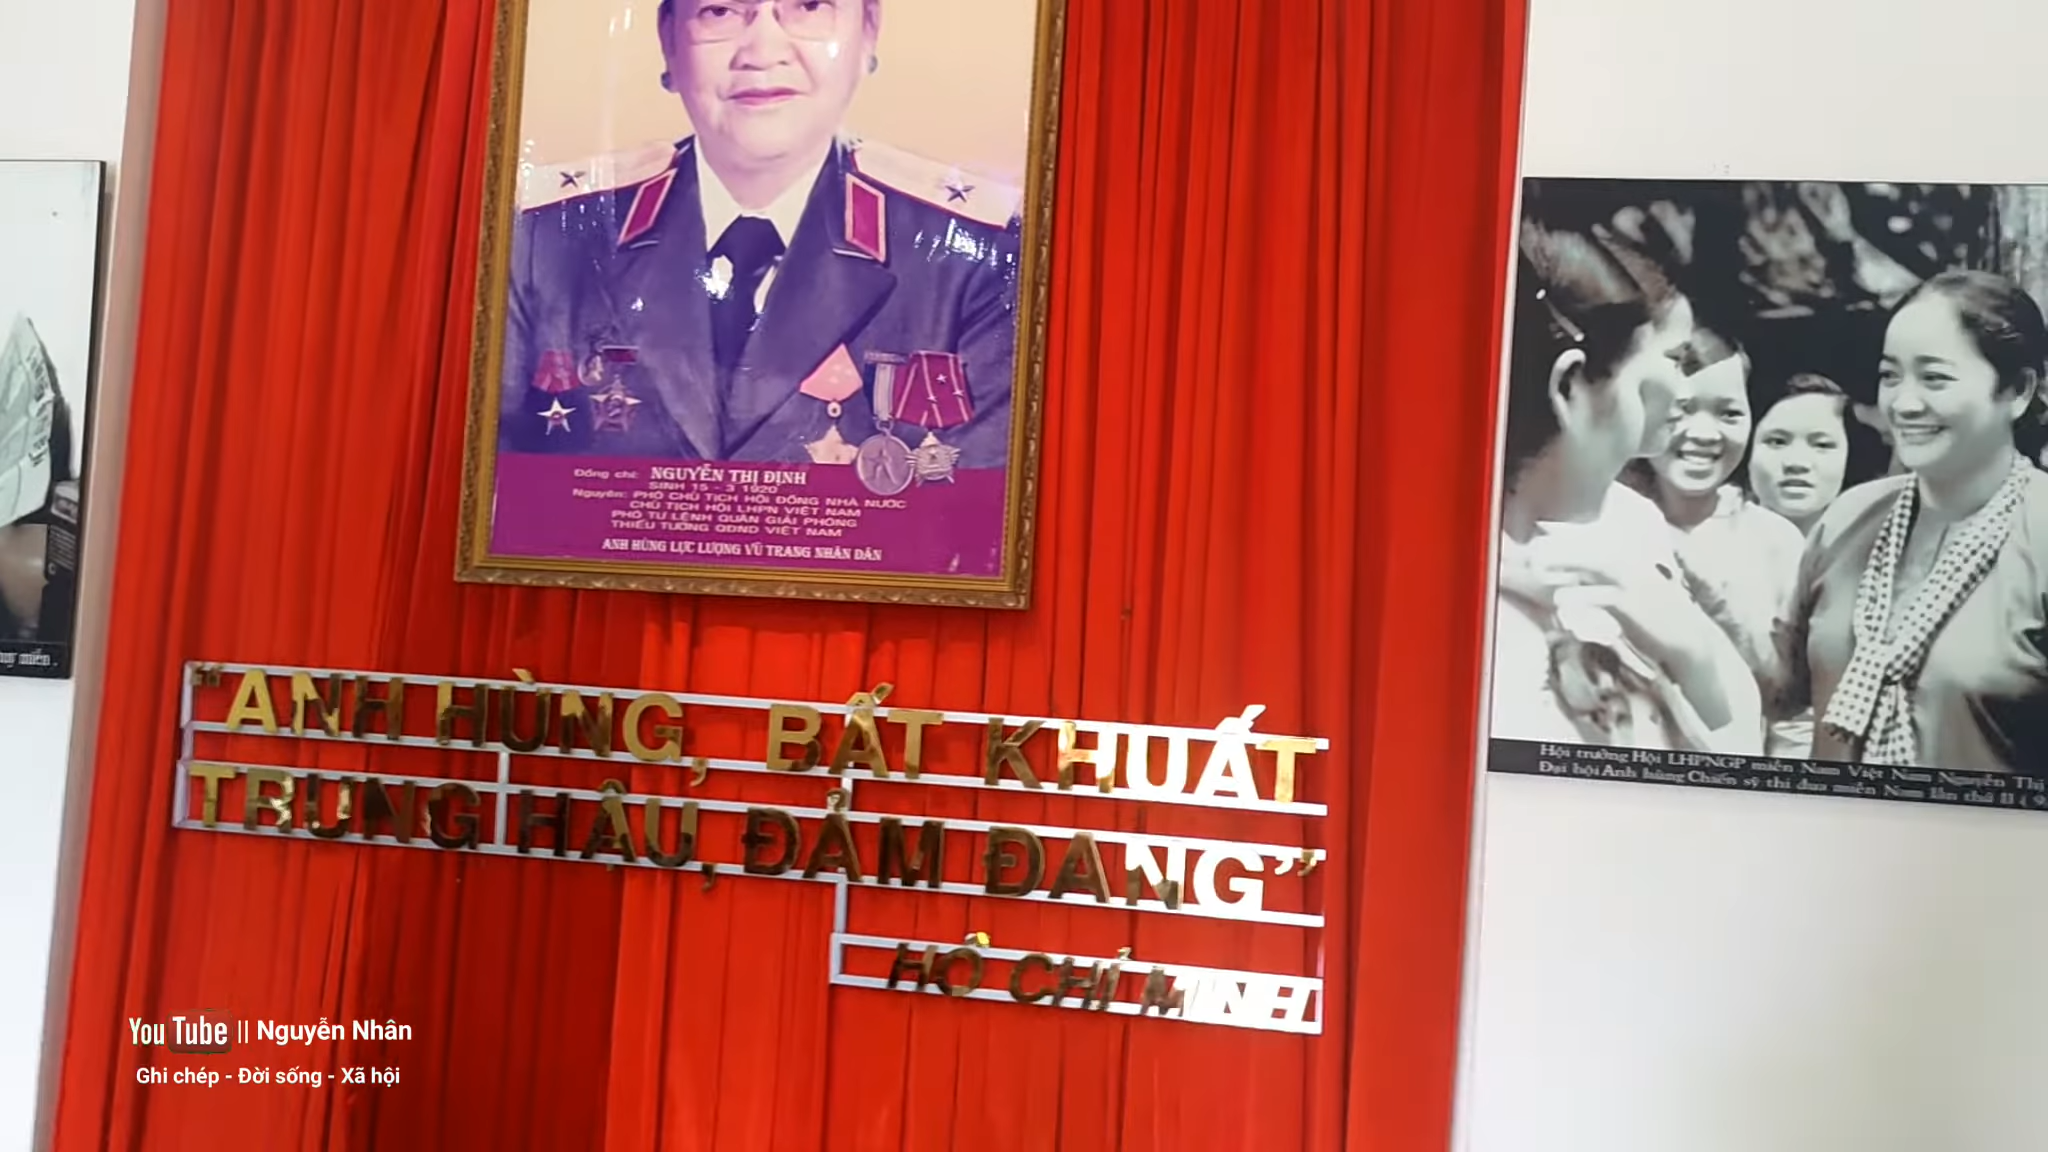 Đồng chí: NGUYỄN THỊ ĐỊNH
SINH 15 - 3 1920
Nguyên: PHÓ CHỦ TỊCH HỘI ĐỒNG NHÀ NƯỚC
CHỦ TỊCH HỘI LHPN VIỆT NAM
PHÓ TƯ LỆNH QUÂN GIẢI PHÓNG
THIẾU TƯỚNG QĐND VIỆT NAM
ANH HÙNG LỰC LƯỢNG VŨ TRANG NHÂN DÂN
miền .
"ANH HÙNG, BẤT KHUẤT
TRUNG HẬU, ĐẢM ĐANG"
HỒ CHÍ MINH
Hội trưởng Hội LHPNGP miền Nam Việt Nam Nguyễn Thị
Đại hội Anh hùng Chiến sỹ thi đua miền Nam lần thứ II ( 9
YouTube || Nguyễn Nhân
Ghi chép - Đời sống - Xã hội